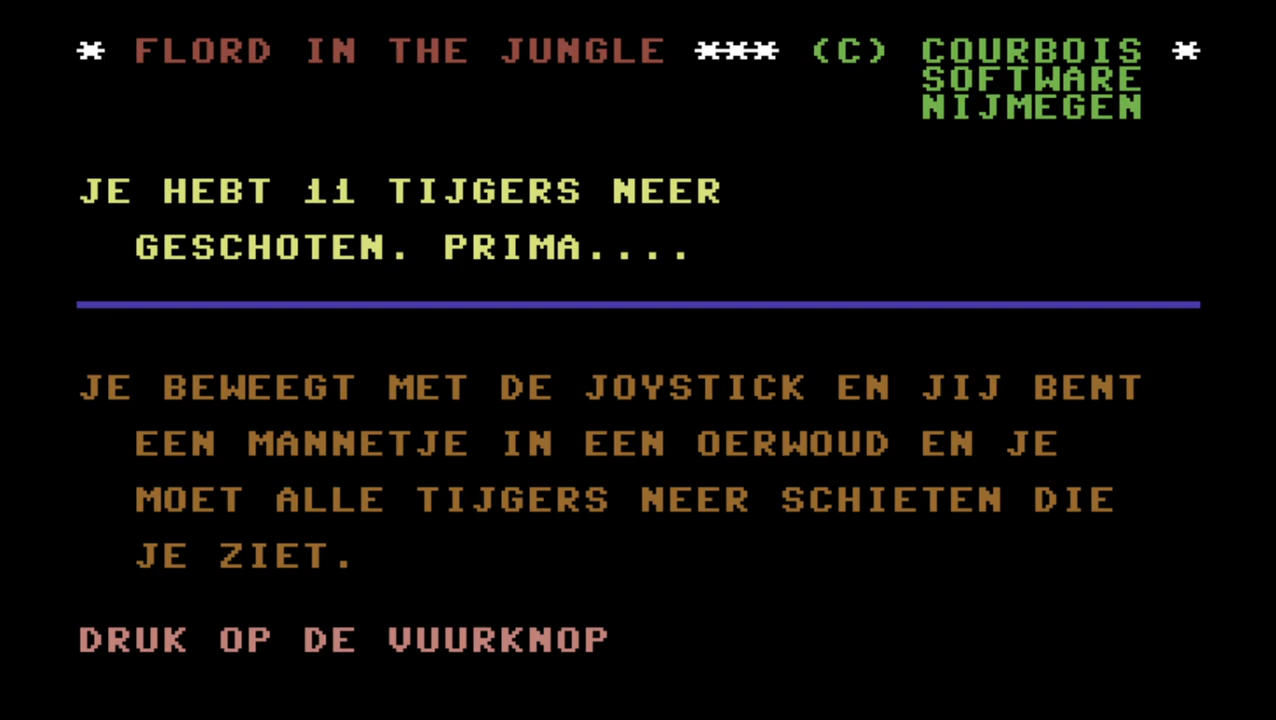 * FLORD IN THE JUNGLE *** (C) COURBOIS *
SOFTWARE
NIJMEGEN
JE HEBT 11 TIJGERS NEER
GESCHOTEN. PRIMA....
JE BEWEEGT MET DE JOYSTICK EN JIJ BENT
EEN MANNETJE IN EEN OERWOUD EN JE
MOET ALLE TIJGERS NEER SCHIETEN DIE
JE ZIET.
DRUK OP DE VUURKNOP